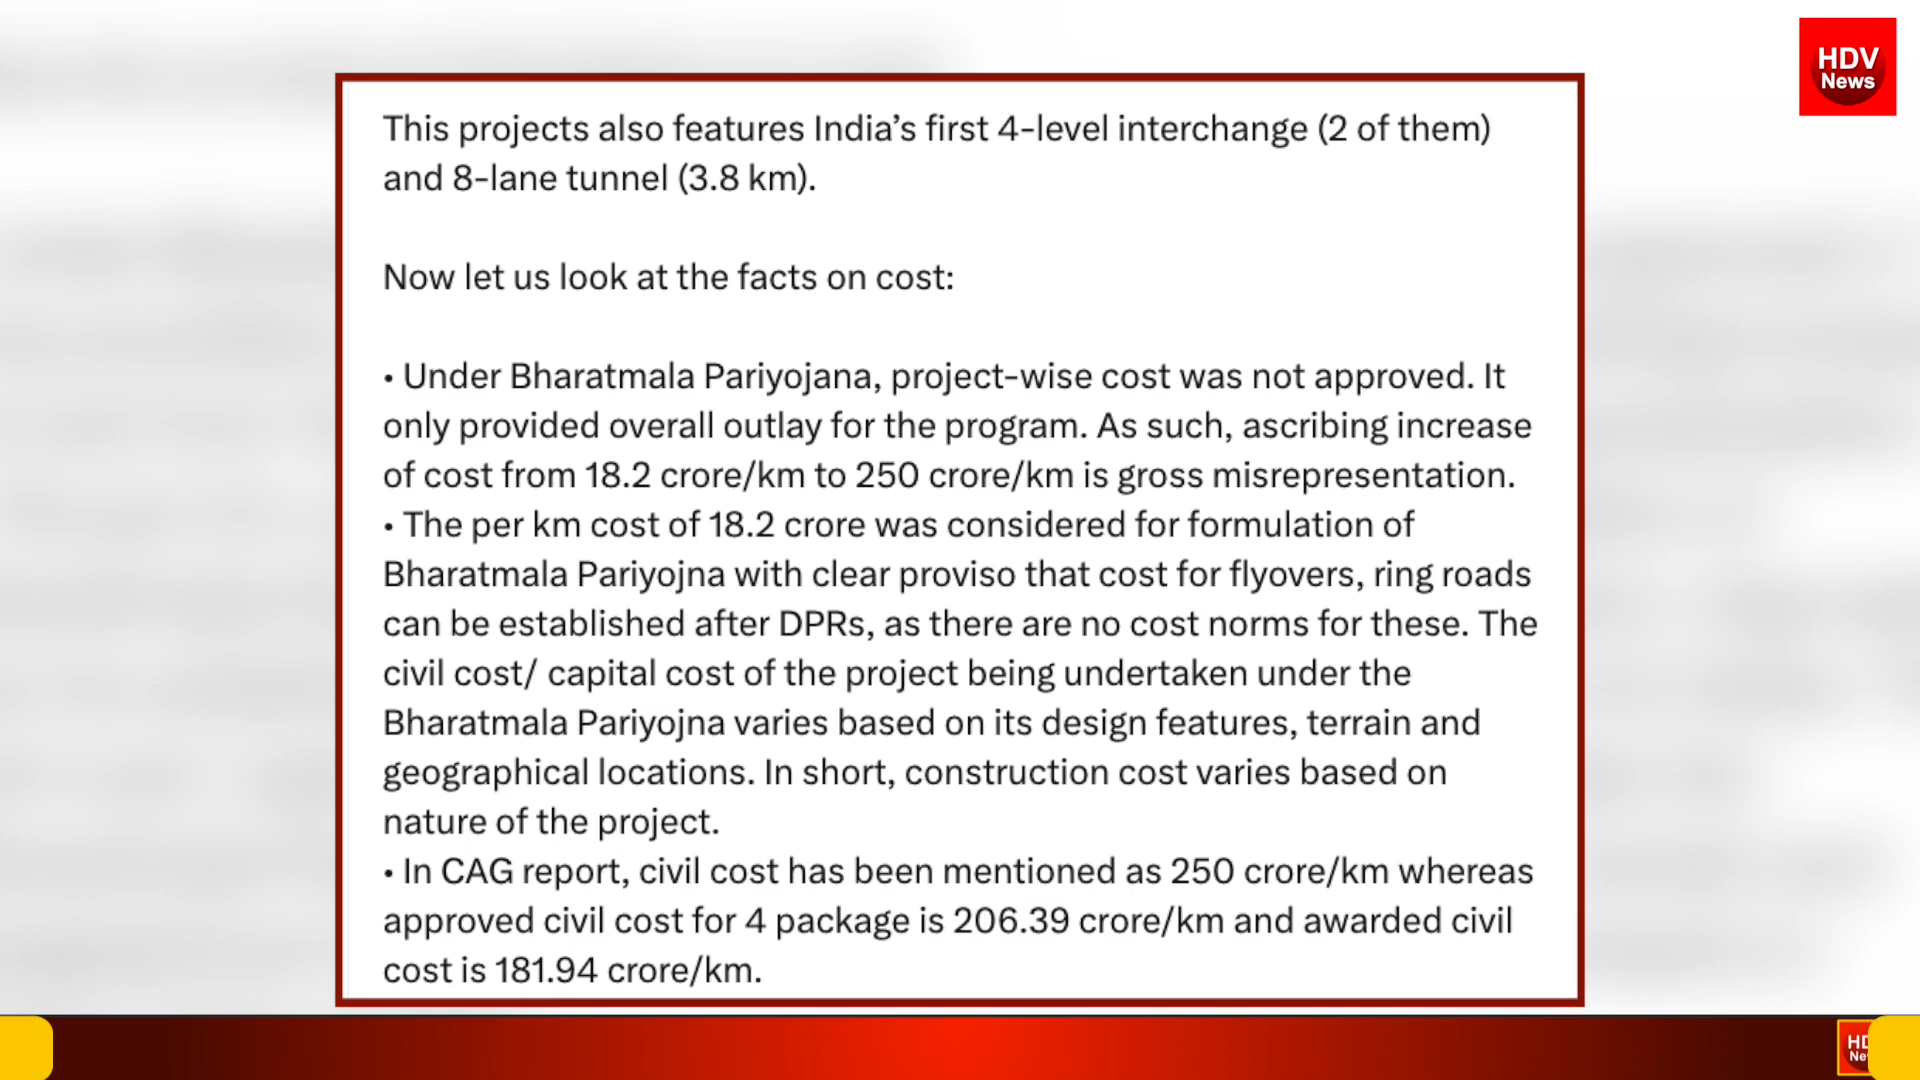 HDV
News
This projects also features India’s first 4-level interchange (2 of them)
and 8-lane tunnel (3.8 km).
Now let us look at the facts on cost:
• Under Bharatmala Pariyojana, project-wise cost was not approved. It
only provided overall outlay for the program. As such, ascribing increase
of cost from 18.2 crore/km to 250 crore/km is gross misrepresentation.
• The per km cost of 18.2 crore was considered for formulation of
Bharatmala Pariyojna with clear proviso that cost for flyovers, ring roads
can be established after DPRs, as there are no cost norms for these. The
civil cost/ capital cost of the project being undertaken under the
Bharatmala Pariyojna varies based on its design features, terrain and
geographical locations. In short, construction cost varies based on
nature of the project.
• In CAG report, civil cost has been mentioned as 250 crore/km whereas
approved civil cost for 4 package is 206.39 crore/km and awarded civil
cost is 181.94 crore/km.